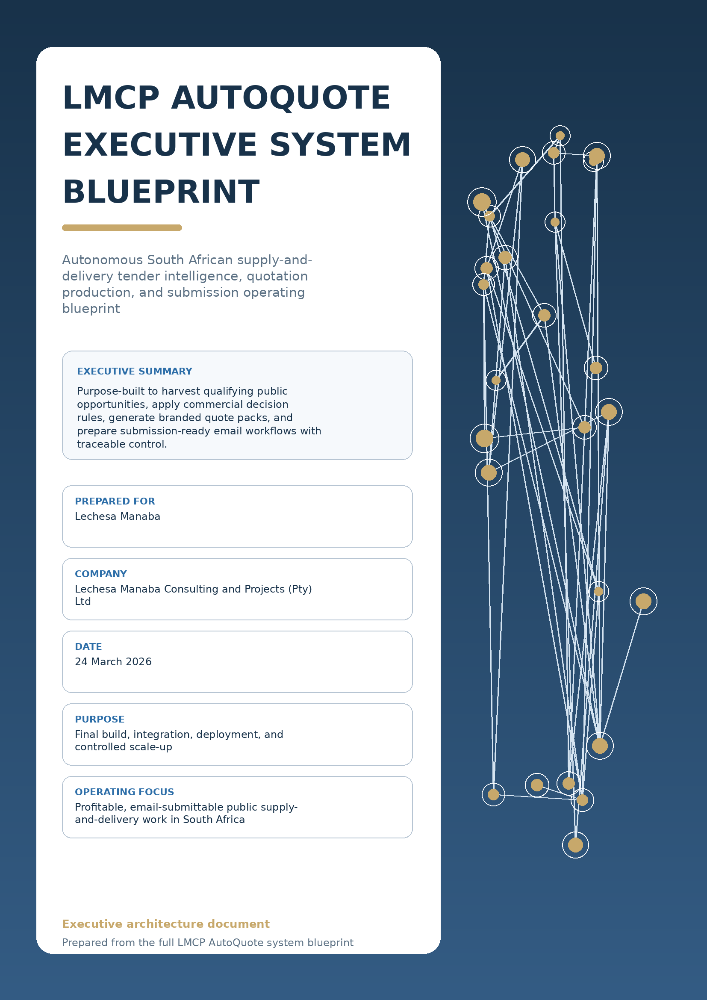 LMCP AUTOQUOTE
EXECUTIVE SYSTEM
BLUEPRINT
Autonomous South African supply-and-
delivery tender intelligence, quotation
production, and submission operating
blueprint
EXECUTIVE SUMMARY
Purpose-built to harvest qualifying public
opportunities, apply commercial decision
rules, generate branded quote packs, and
prepare submission-ready email workflows with
traceable control.
PREPARED FOR
Lechesa Manaba
COMPANY
Lechesa Manaba Consulting and Projects (Pty)
Ltd
DATE
24 March 2026
PURPOSE
Final build, integration, deployment, and
controlled scale-up
OPERATING FOCUS
Profitable, email-submittable public supply-
and-delivery work in South Africa
Executive architecture document
Prepared from the full LMCP AutoQuote system blueprint